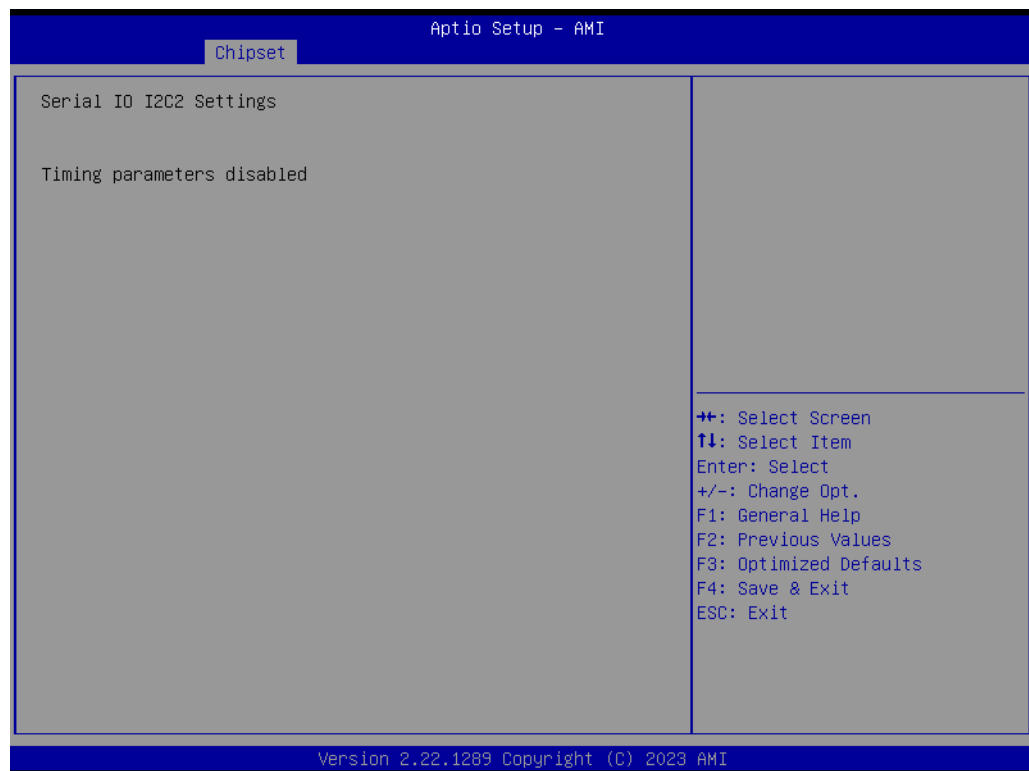 Aptio Setup – AMI
Chipset
Serial IO I2C2 Settings
Timing parameters disabled
→←: Select Screen
↑↓: Select Item
Enter: Select
+/-: Change Opt.
F1: General Help
F2: Previous Values
F3: Optimized Defaults
F4: Save & Exit
ESC: Exit
Version 2.22.1289 Copyright (C) 2023 AMI